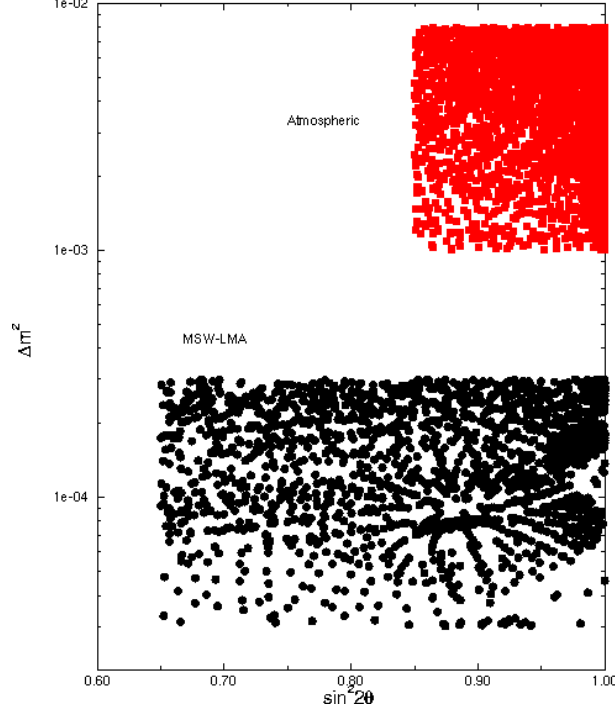 1e-02
Atmospheric
1e-03
Δm²
MSW-LMA
1e-04
0.60 0.70 0.80 0.90 1.00
sin²2θ